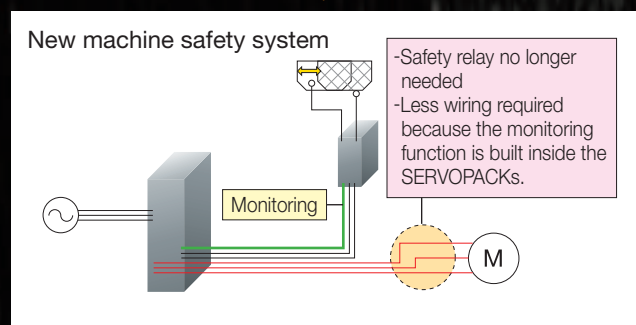 New machine safety system
-Safety relay no longer
needed
-Less wiring required
because the monitoring
function is built inside the
SERVOPACKs.
Monitoring
M